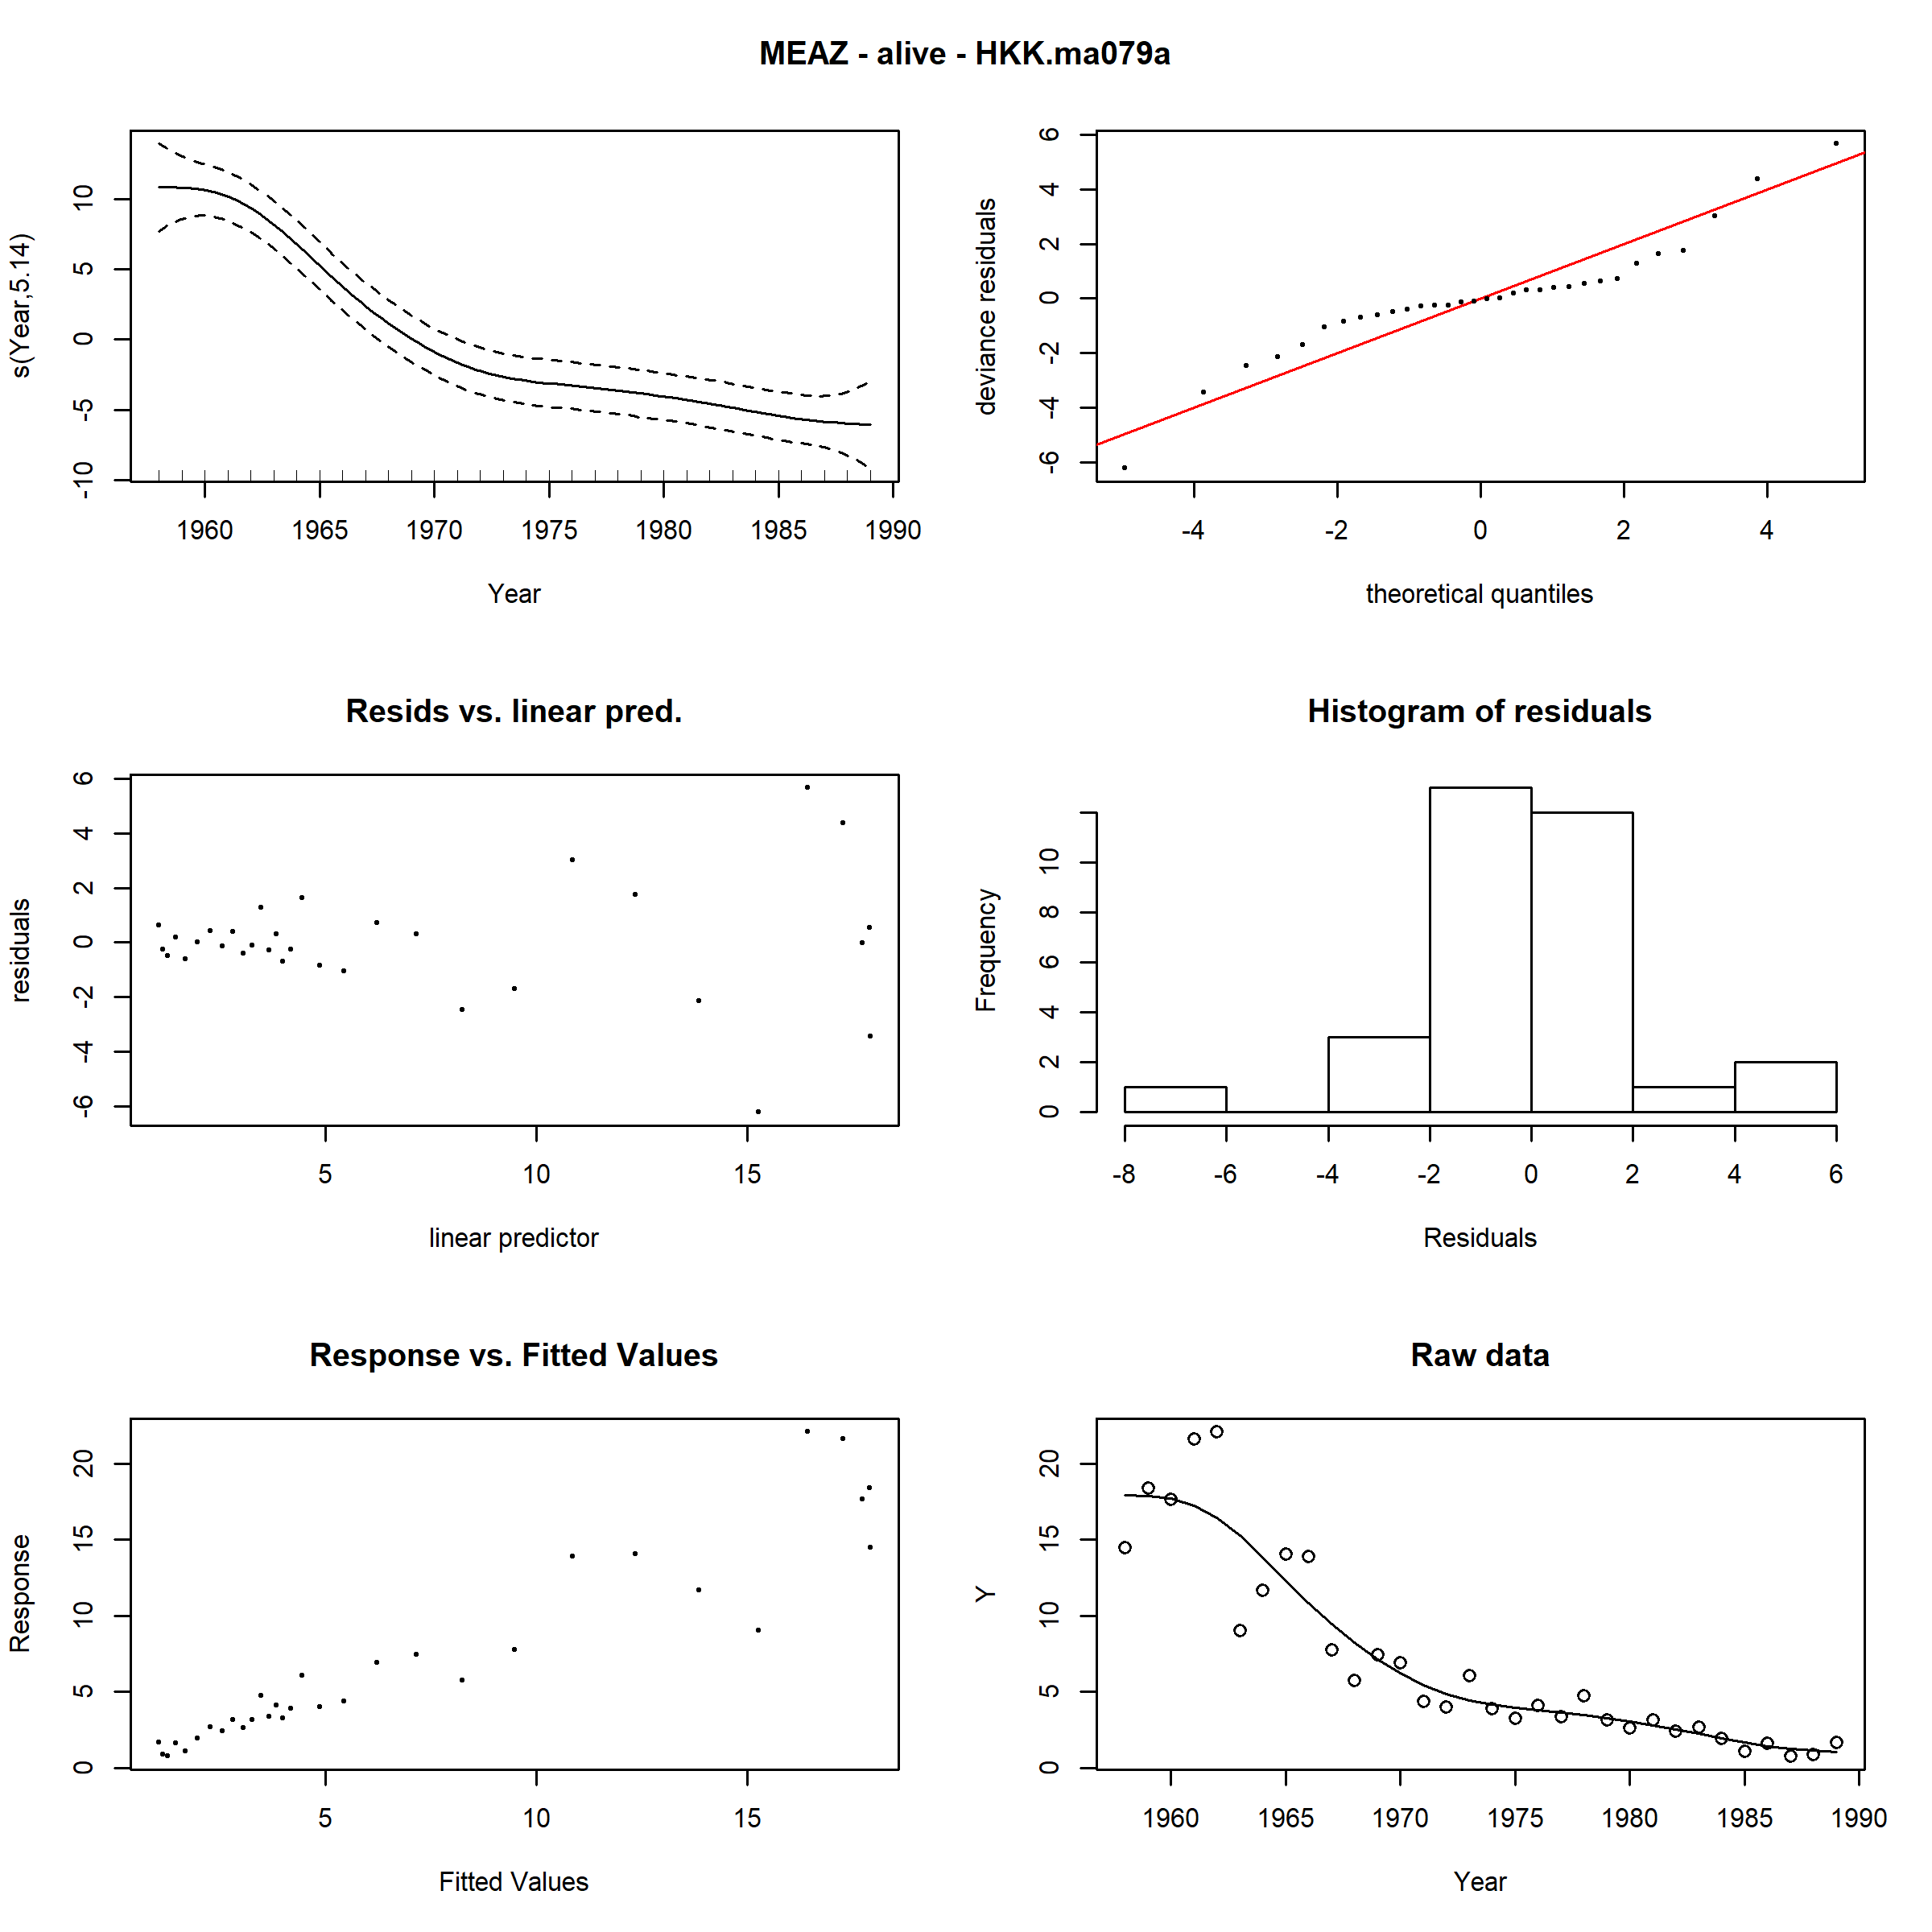 MEAZ - alive - HKK.ma079a
s(Year,5.14)
-10 -5 0 5 10
1960 1965 1970 1975 1980 1985 1990
Year
deviance residuals
-6 -4 -2 0 2 4 6
-4 -2 0 2 4
theoretical quantiles
Resids vs. linear pred.
residuals
-6 -4 -2 0 2 4 6
5 10 15
linear predictor
Histogram of residuals
Frequency
0 2 4 6 8 10
-8 -6 -4 -2 0 2 4 6
Residuals
Response vs. Fitted Values
Response
0 5 10 15 20
5 10 15
Fitted Values
Raw data
Y
0 5 10 15 20
1960 1965 1970 1975 1980 1985 1990
Year